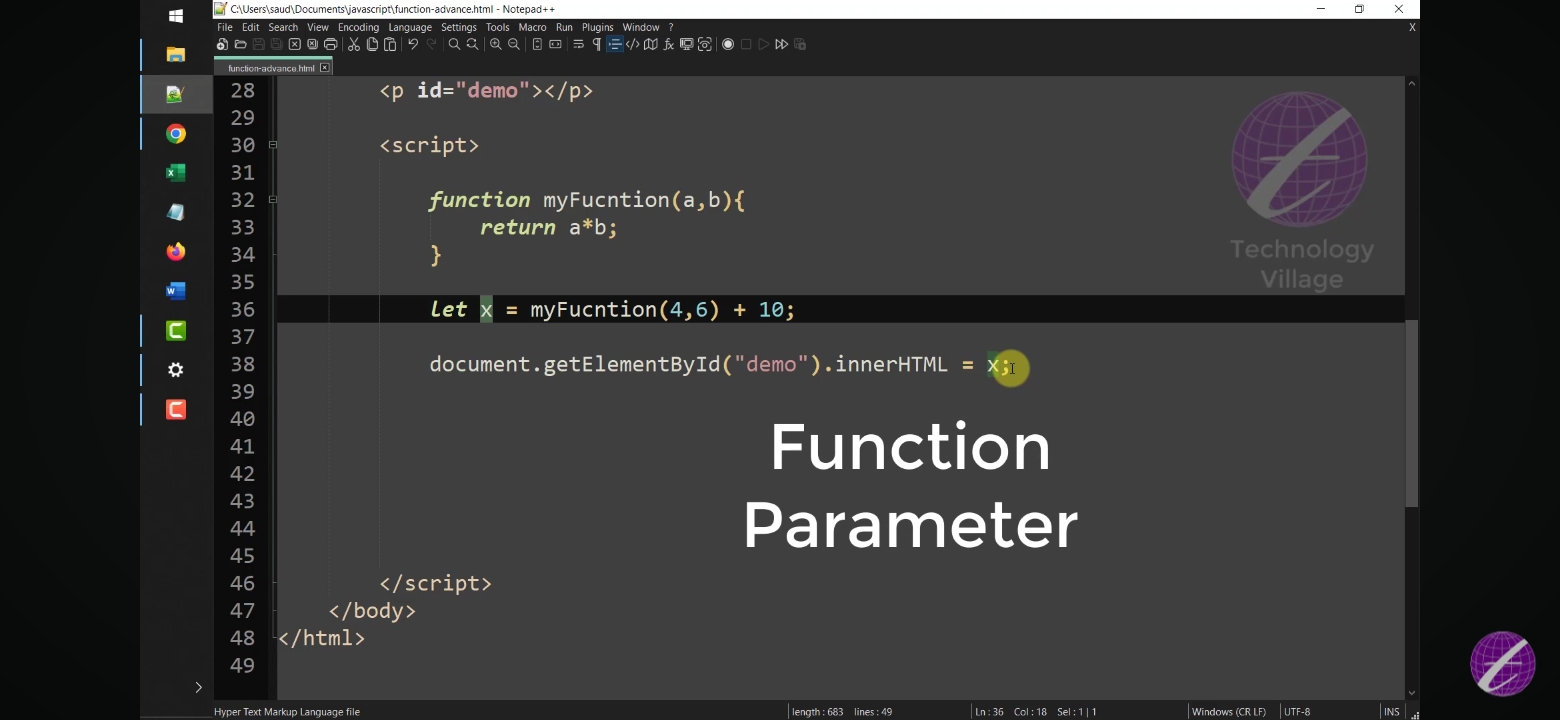 C:\Users\saud\Documents\javascript\function-advance.html - Notepad++
File Edit Search View Encoding Language Settings Tools Macro Run Plugins Window ? X
function-advance.html
28 <p id="demo"></p>
29
30 <script>
31
32 function myFucntion(a,b){
33 return a*b;
34 }
35
36 let x = myFucntion(4,6) + 10;
37
38 document.getElementById("demo").innerHTML = x;
39
40
41
42
43
44
45
46 </script>
47 </body>
48 </html>
49
Technology
Village
Function
Parameter
Hyper Text Markup Language file length : 683 lines : 49 Ln : 36 Col : 18 Sel : 1 | 1 Windows (CR LF) UTF-8 INS